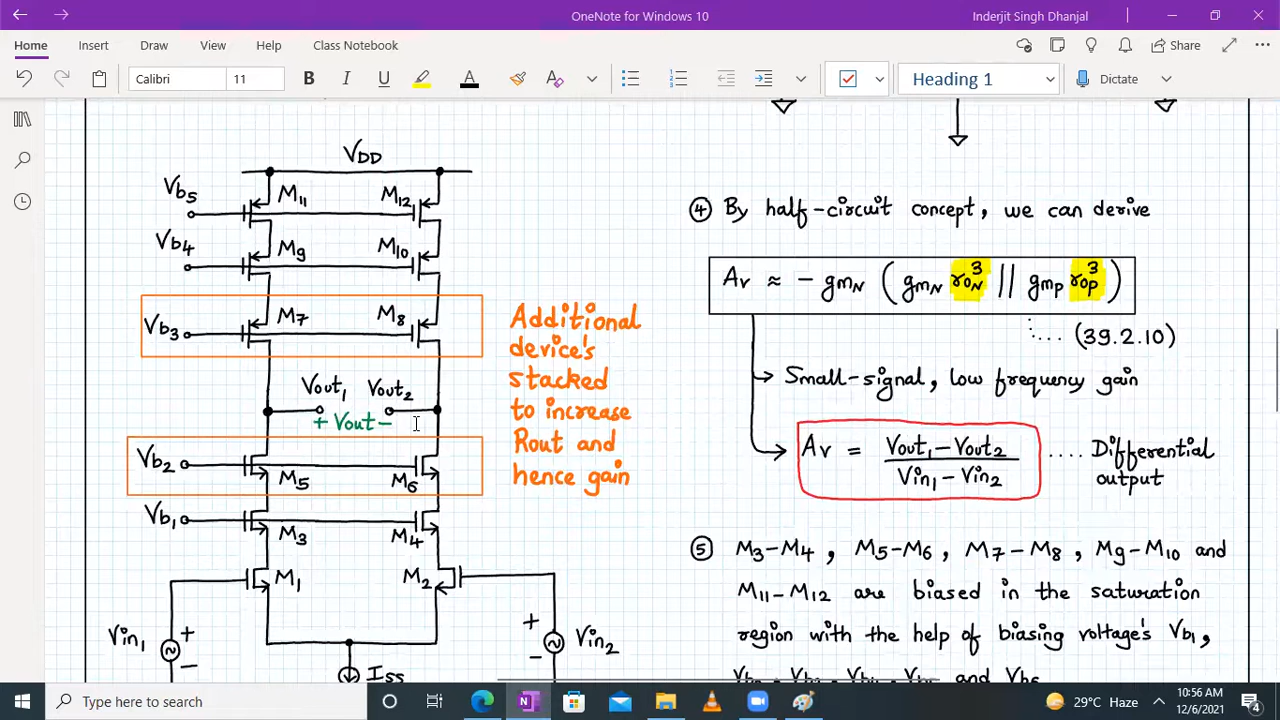 OneNote for Windows 10
Inderjit Singh Dhanjal
Home Insert Draw View Help Class Notebook
Share
Calibri 11 B I U A Heading 1 Dictate
VDD
Vb5 M11 M12
Vb4 M9 M10
Vb3 M7 M8
Vout1 Vout2
+ Vout -
Vb2 M5 M6
Vb1 M3 M4
M1 M2
Vin1 + - + - Vin2
ISS
Additional
device's
stacked
to increase
Rout and
hence gain
④ By half-circuit concept, we can derive
Av ≈ - gmN ( gmN roN^3 || gmp rop^3 )
.... (39.2.10)
Small-signal, low frequency gain
Av = Vout1 - Vout2 / Vin1 - Vin2 .... Differential
output
⑤ M3-M4, M5-M6, M7-M8, M9-M10 and
M11-M12 are biased in the saturation
region with the help of biasing voltage's Vb1,
Type here to search
29°C Haze
10:56 AM
12/6/2021
4